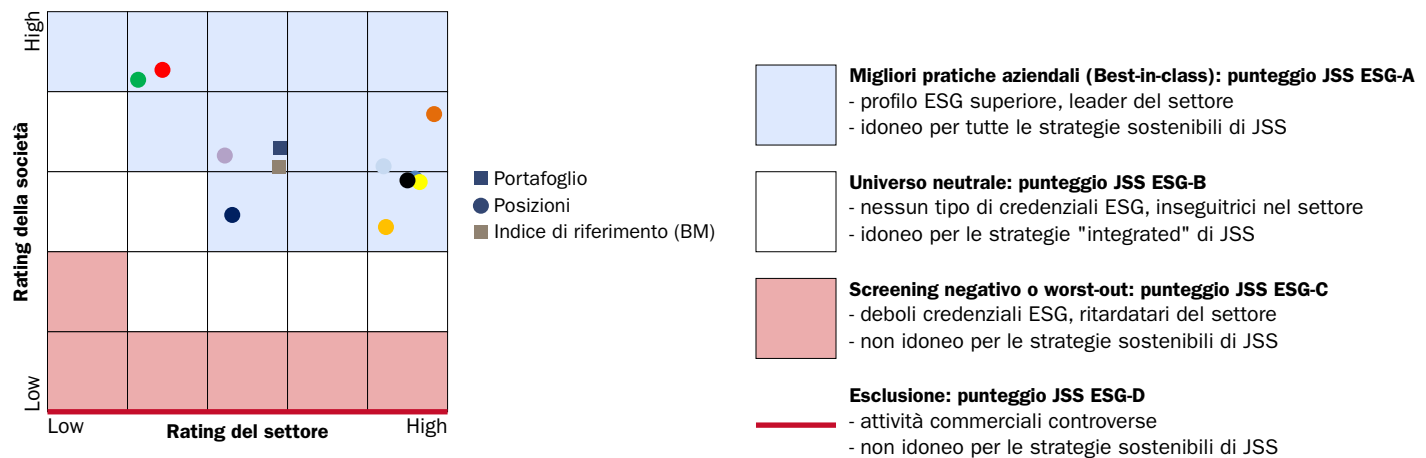 High
Rating della società
Low
Low
Rating del settore
High
Portafoglio
Posizioni
Indice di riferimento (BM)
Migliori pratiche aziendali (Best-in-class): punteggio JSS ESG-A
- profilo ESG superiore, leader del settore
- idoneo per tutte le strategie sostenibili di JSS
Universo neutrale: punteggio JSS ESG-B
- nessun tipo di credenziali ESG, inseguitrici nel settore
- idoneo per le strategie "integrated" di JSS
Screening negativo o worst-out: punteggio JSS ESG-C
- deboli credenziali ESG, ritardatari del settore
- non idoneo per le strategie sostenibili di JSS
Esclusione: punteggio JSS ESG-D
- attività commerciali controverse
- non idoneo per le strategie sostenibili di JSS